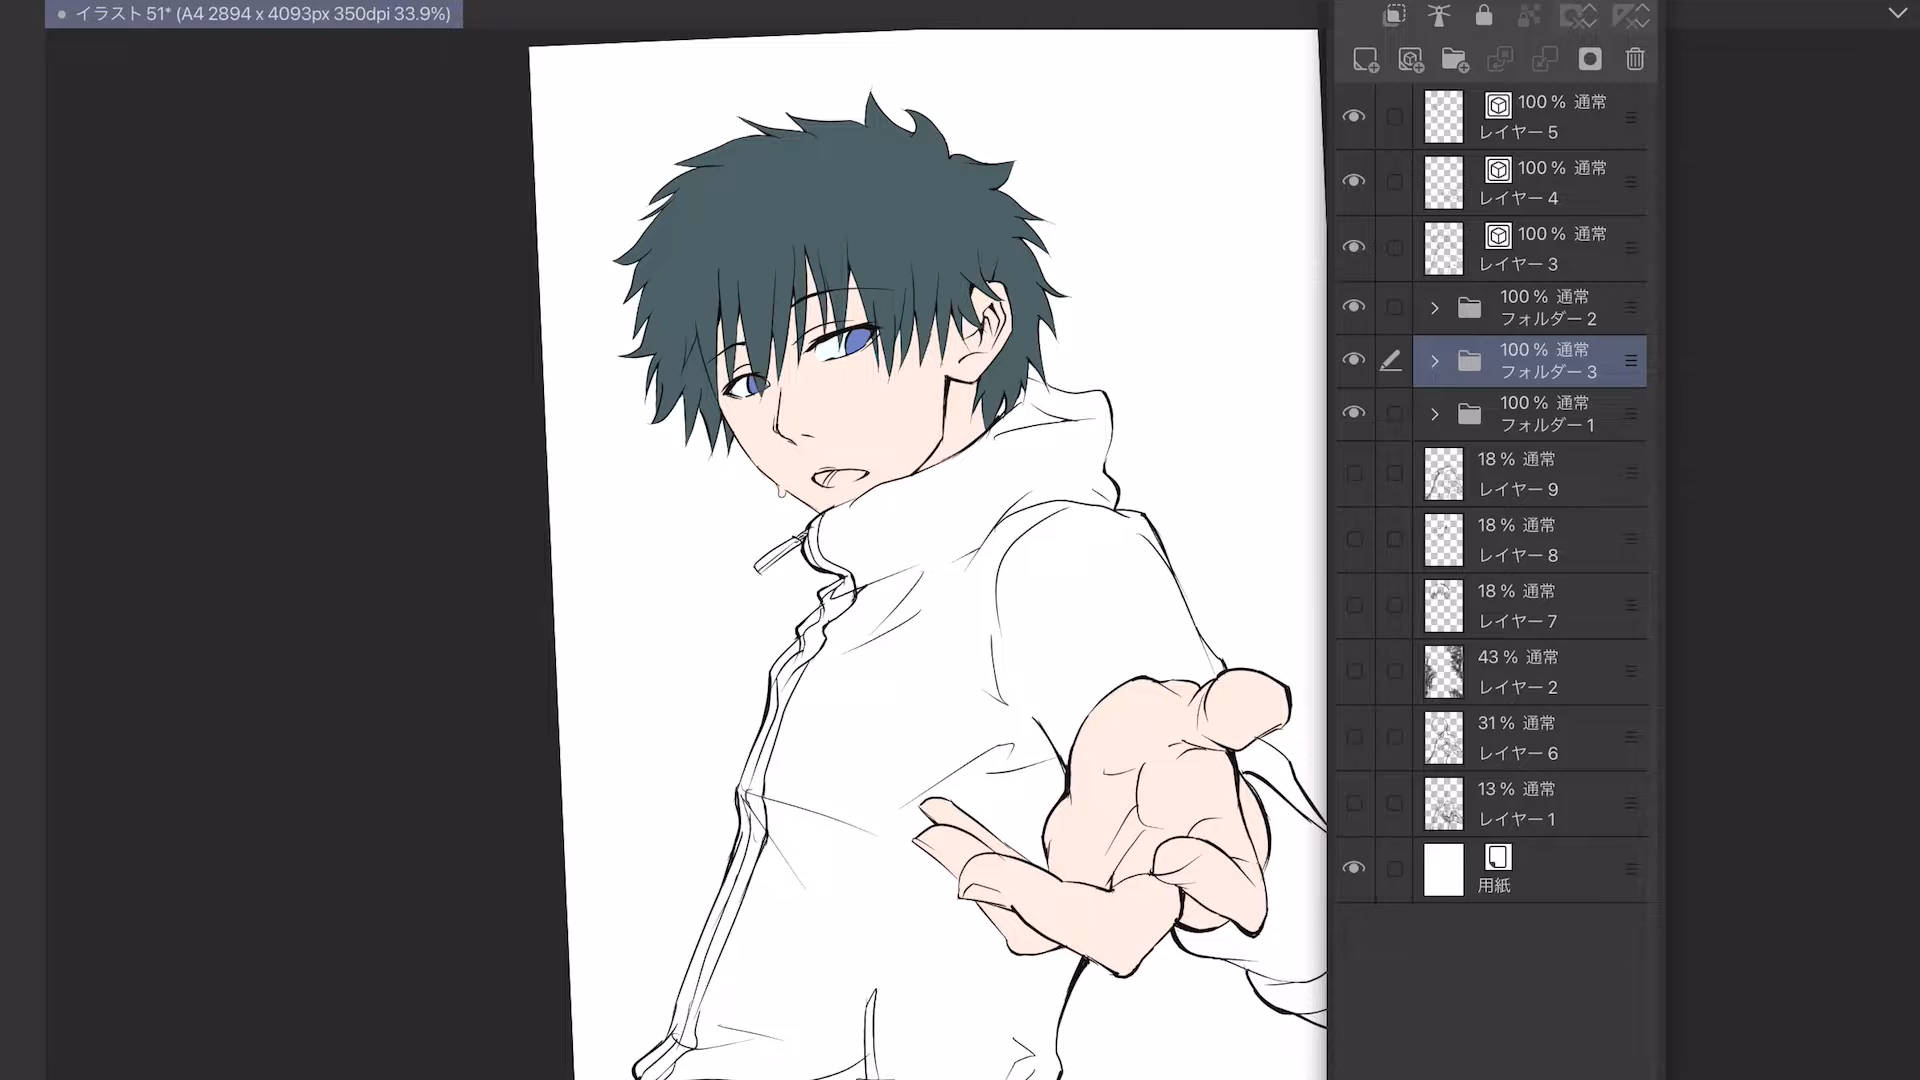 イラスト 51* (A4 2894 x 4093px 350dpi 33.9%)
100 % 通常
レイヤー 5
100 % 通常
レイヤー 4
100 % 通常
レイヤー 3
100 % 通常
フォルダー 2
100 % 通常
フォルダー 3
100 % 通常
フォルダー 1
18 % 通常
レイヤー 9
18 % 通常
レイヤー 8
18 % 通常
レイヤー 7
43 % 通常
レイヤー 2
31 % 通常
レイヤー 6
13 % 通常
レイヤー 1
用紙